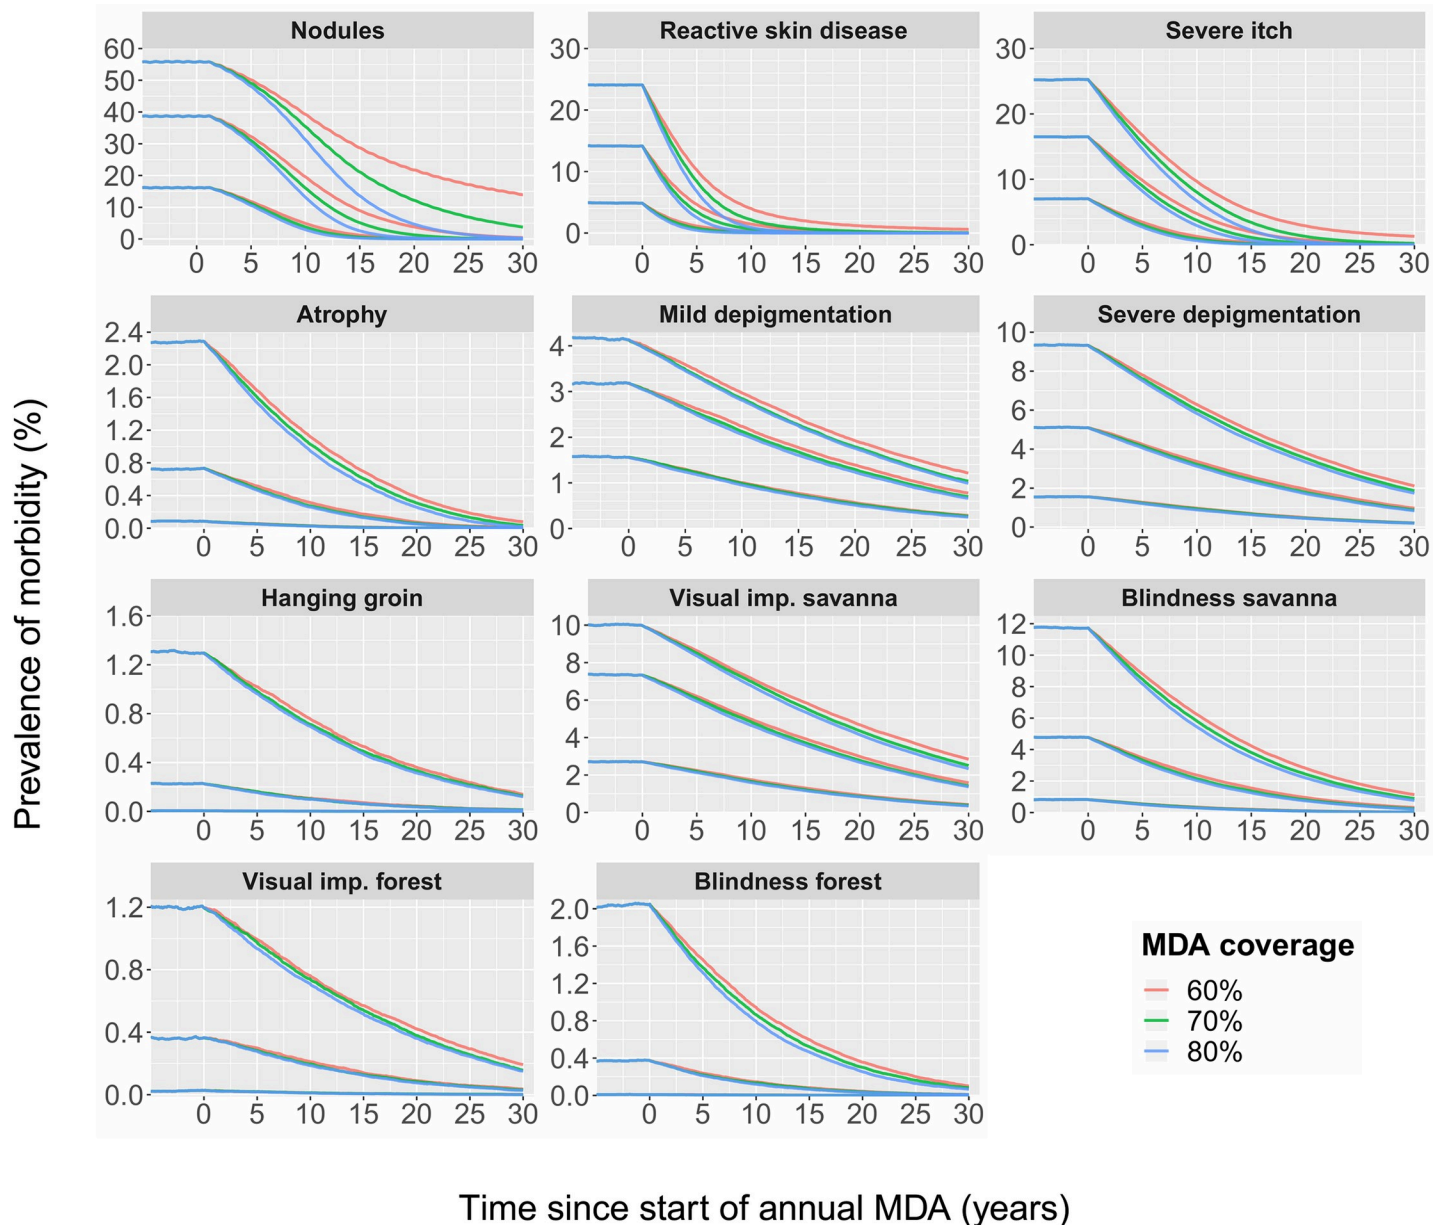 Nodules
Reactive skin disease
Severe itch
60
50
40
30
20
10
0
0 5 10 15 20 25 30
30
20
10
0
0 5 10 15 20 25 30
30
20
10
0
0 5 10 15 20 25 30
Atrophy
Mild depigmentation
Severe depigmentation
2.4
2.0
1.6
1.2
0.8
0.4
0.0
0 5 10 15 20 25 30
4
3
2
1
0
0 5 10 15 20 25 30
10
8
6
4
2
0
0 5 10 15 20 25 30
Prevalence of morbidity (%)
Hanging groin
Visual imp. savanna
Blindness savanna
1.6
1.2
0.8
0.4
0.0
0 5 10 15 20 25 30
10
8
6
4
2
0
0 5 10 15 20 25 30
12
10
8
6
4
2
0
0 5 10 15 20 25 30
Visual imp. forest
Blindness forest
1.2
0.8
0.4
0.0
0 5 10 15 20 25 30
2.0
1.6
1.2
0.8
0.4
0.0
0 5 10 15 20 25 30
MDA coverage
60%
70%
80%
Time since start of annual MDA (years)